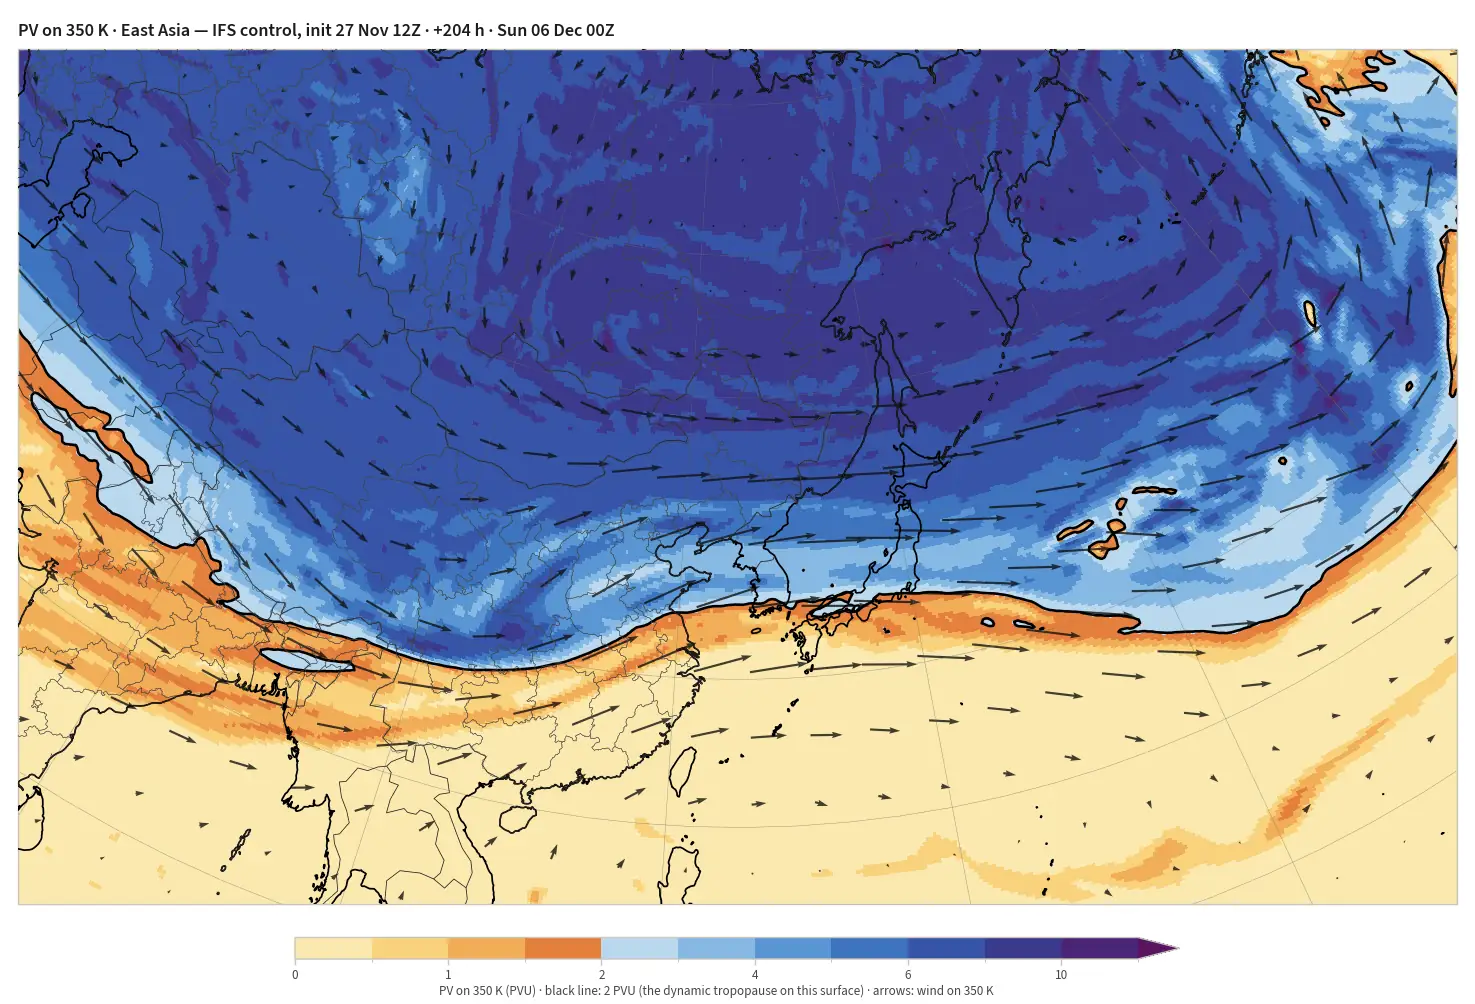 PV on 350 K · East Asia — IFS control, init 27 Nov 12Z · +204 h · Sun 06 Dec 00Z
0 1 2 4 6 10
PV on 350 K (PVU) · black line: 2 PVU (the dynamic tropopause on this surface) · arrows: wind on 350 K